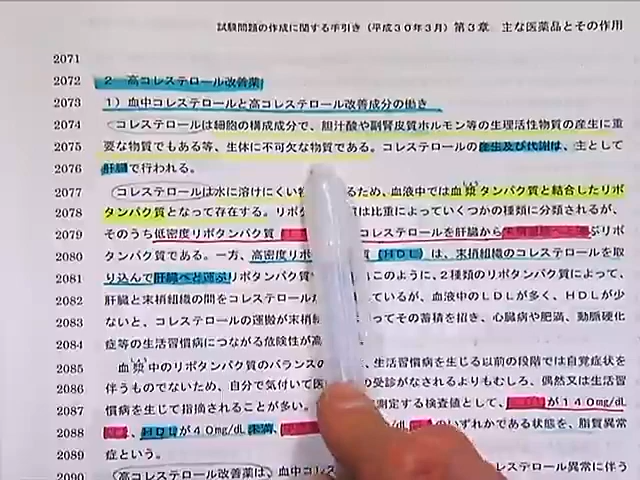 試験問題の作成に関する手引き（平成30年3月）第3章 主な医薬品とその作用
2071
2072 2 高コレステロール改善薬
2073 1）血中コレステロールと高コレステロール改善成分の働き
2074 コレステロールは細胞の構成成分で、胆汁酸や副腎皮質ホルモン等の生理活性物質の産生に重
2075 要な物質でもある等、生体に不可欠な物質である。コレステロールの産生及び代謝は、主として
2076 肝臓で行われる。
2077 コレステロールは水に溶けにくい物 るため、血液中では血漿タンパク質と結合したリポ
2078 タンパク質となって存在する。リポ は比重によっていくつかの種類に分類されるが、
2079 そのうち低密度リポタンパク質 コレステロールを肝臓から ぶリポ
2080 タンパク質である。一方、高密度リポタンパク質（HDL）は、末梢組織のコレステロールを取
2081 り込んで肝臓へと運ぶリポタンパク質 このように、2種類のリポタンパク質によって、
2082 肝臓と末梢組織の間をコレステロール ているが、血液中のLDLが多く、HDLが少
2083 ないと、コレステロールの運搬が末梢 ってその蓄積を招き、心臓病や肥満、動脈硬化
2084 症等の生活習慣病につながる危険性が高
2085 血漿中のリポタンパク質のバランスの 、生活習慣病を生じる以前の段階では自覚症状を
2086 伴うものでないため、自分で気付いて医 の受診がなされるよりもむしろ、偶然又は生活習
2087 慣病を生じて指摘されることが多い。 測定する検査値として、 が140mg/dL
2088 HDLが40mg/dL未満、 のいずれかである状態を、脂質異常
2089 症という。
2090 高コレステロール改善薬は、血中コレス ステロール異常に伴う